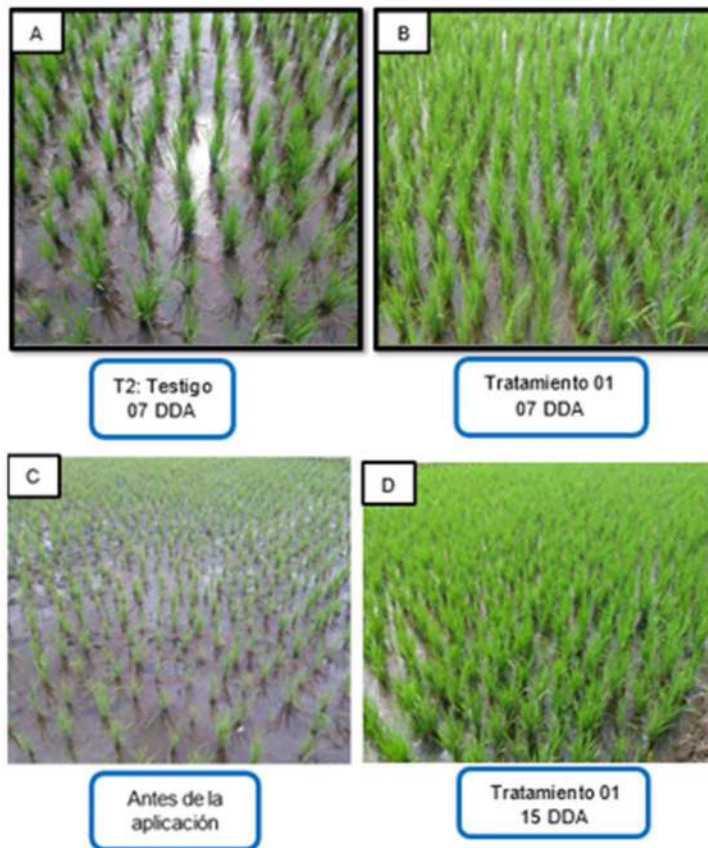 A
B
T2: Testigo
07 DDA
Tratamiento 01
07 DDA
C
D
Antes de la
aplicación
Tratamiento 01
15 DDA